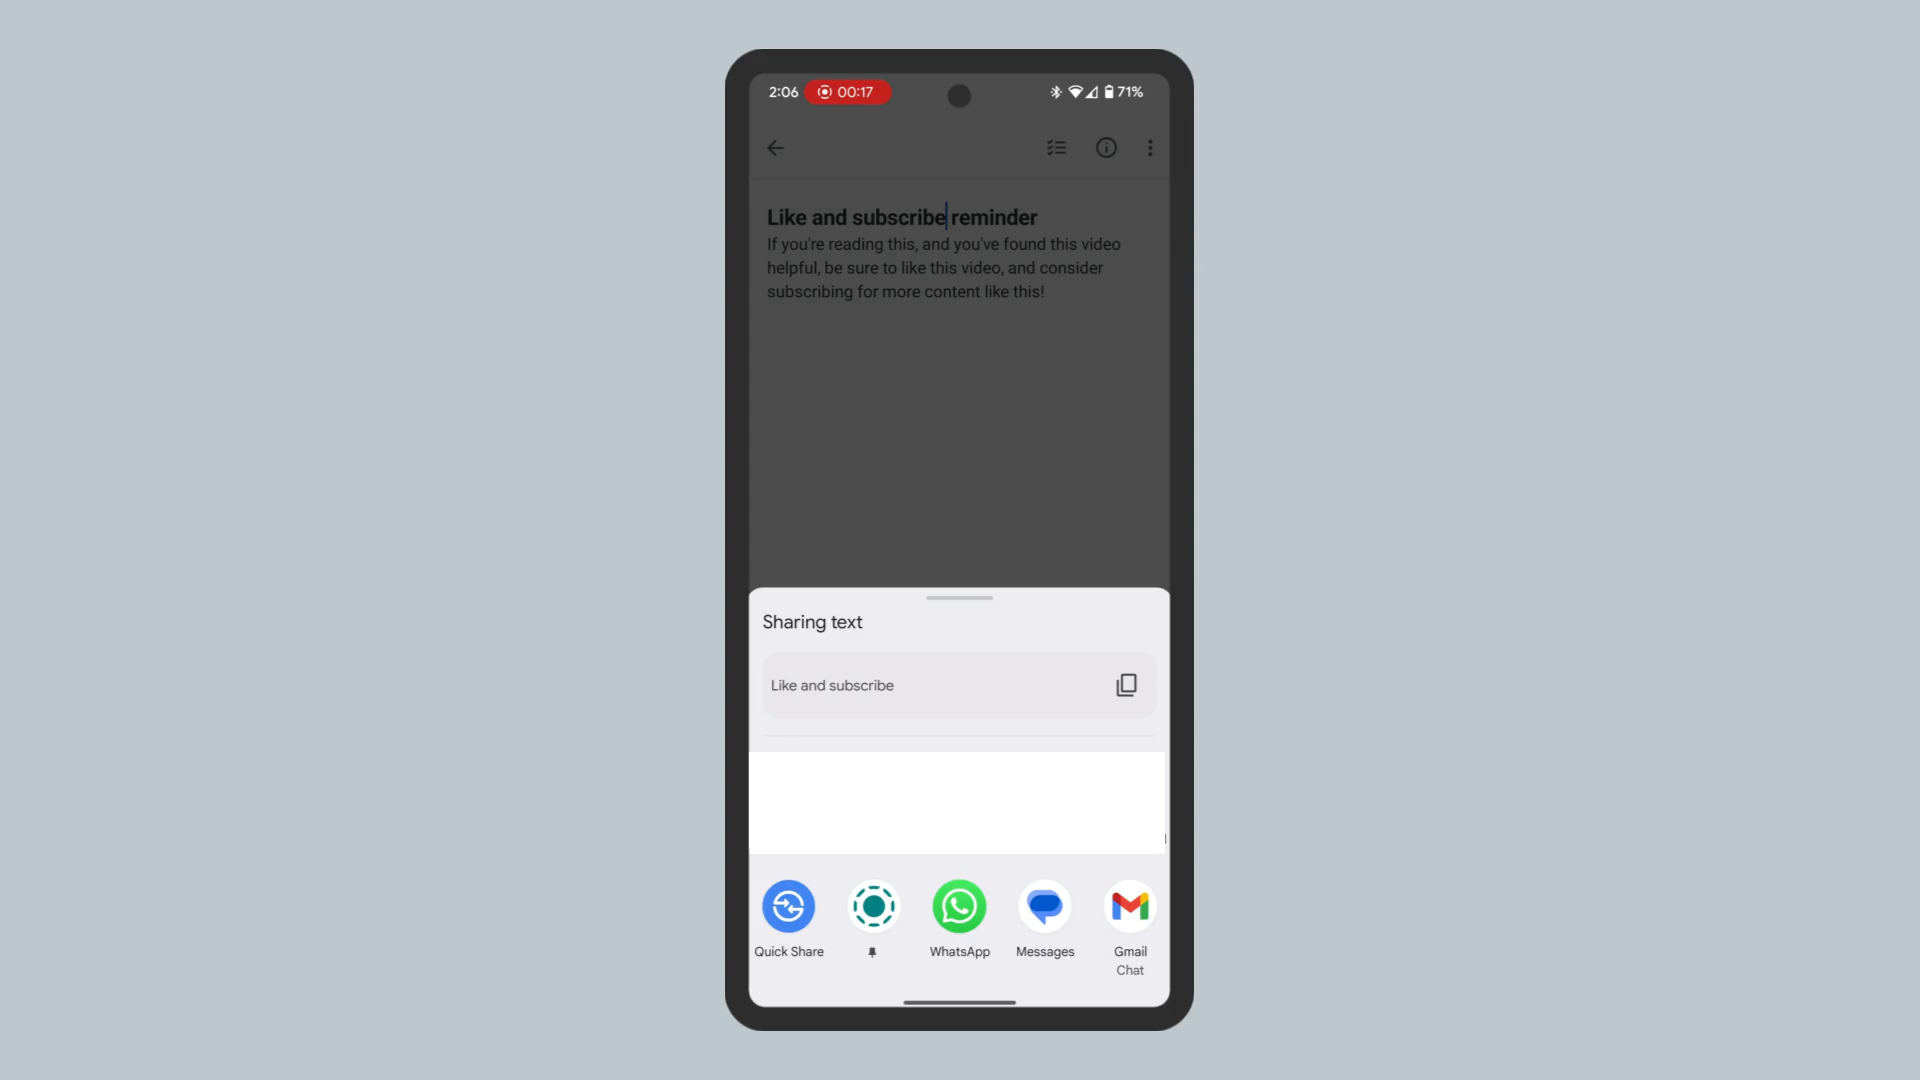 2:06 00:17 71%
Like and subscribe reminder
If you're reading this, and you've found this video
helpful, be sure to like this video, and consider
subscribing for more content like this!
Sharing text
Like and subscribe
Quick Share
WhatsApp
Messages
Gmail
Chat